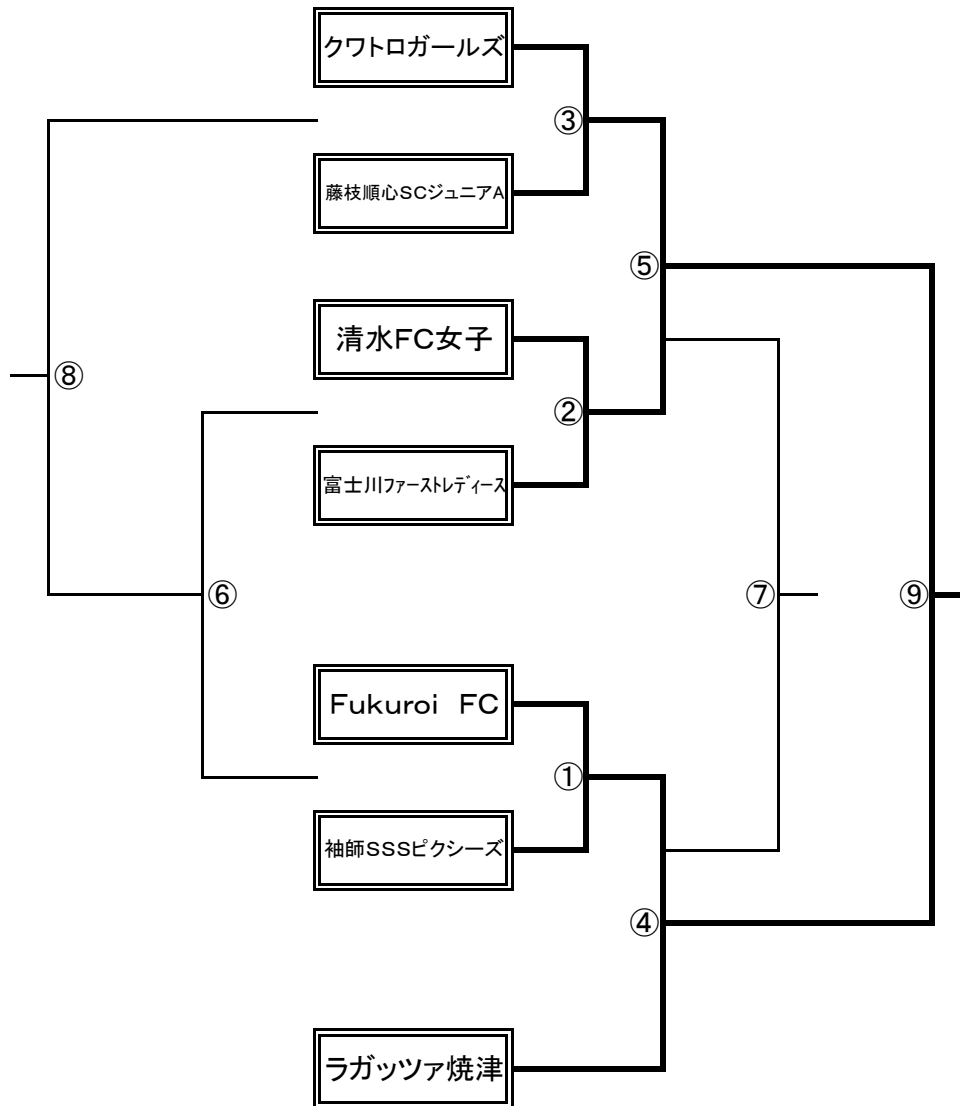 クワトロガールズ
③
藤枝順心SCジュニアA
⑤
清水FC女子
⑧
②
富士川ファーストレディース
⑥
⑦
⑨
Fukuroi FC
①
袖師SSSピクシーズ
④
ラガッツァ焼津